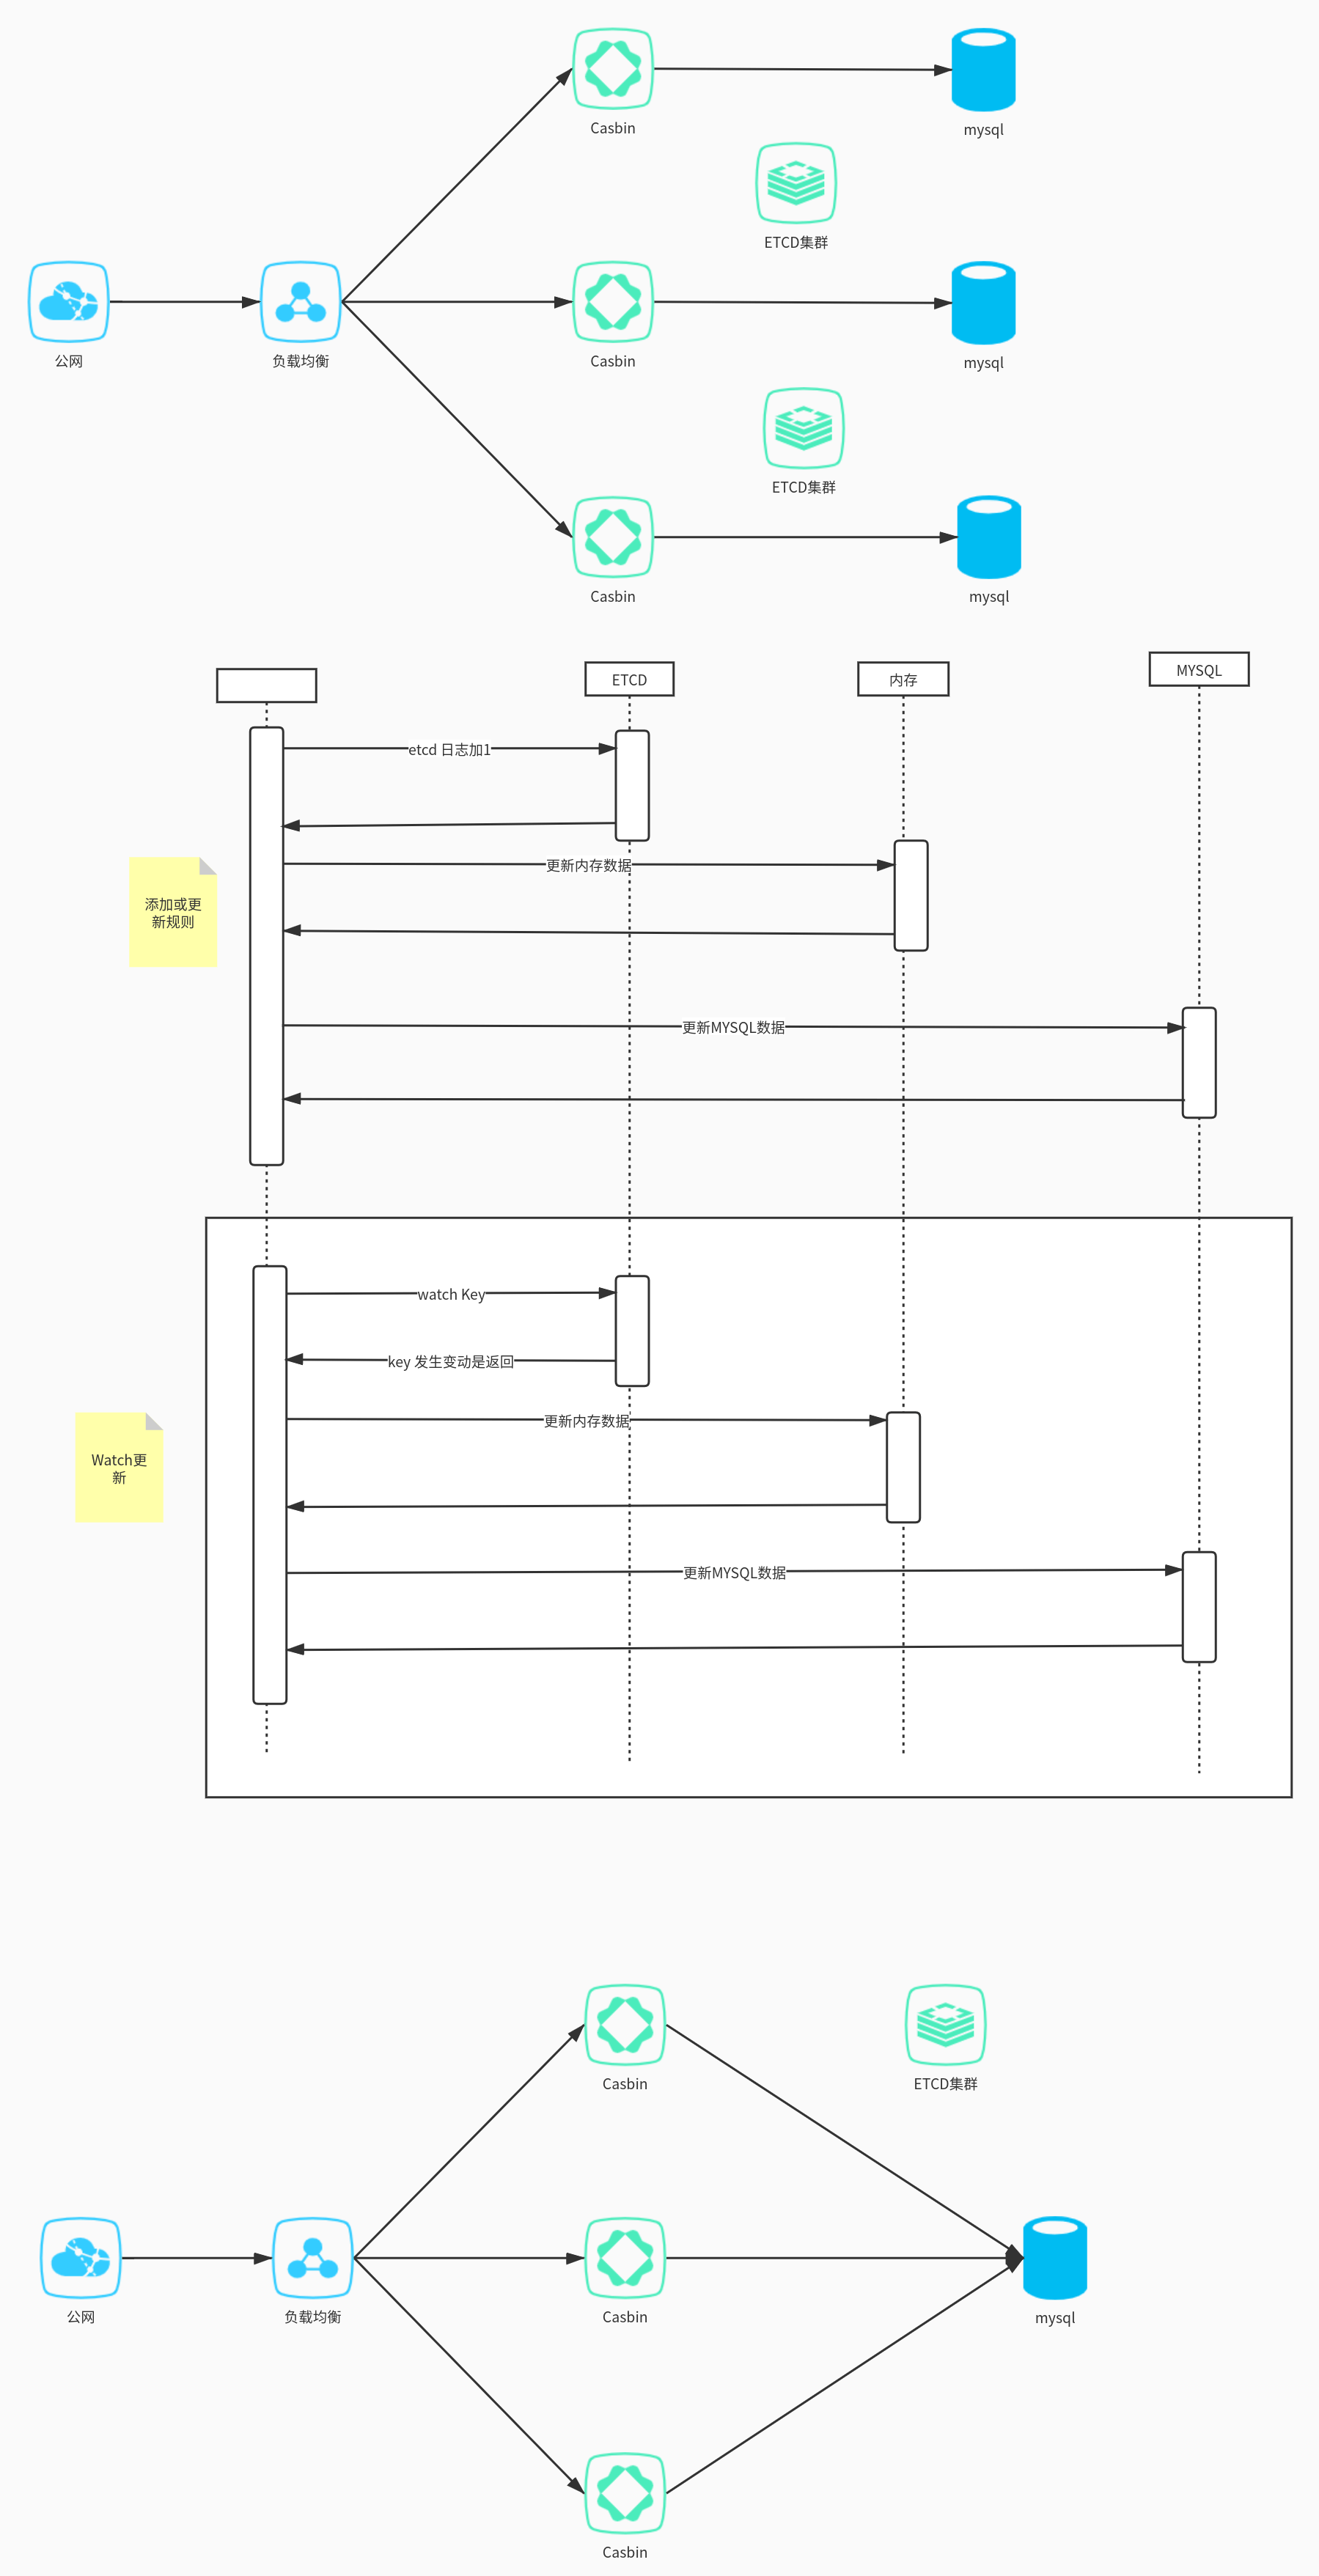 Casbin
mysql
ETCD集群
公网
负载均衡
Casbin
mysql
ETCD集群
Casbin
mysql
ETCD
内存
MYSQL
etcd 日志加1
更新内存数据
添加或更
新规则
更新MYSQL数据
watch Key
key 发生变动是返回
更新内存数据
Watch更
新
更新MYSQL数据
Casbin
ETCD集群
公网
负载均衡
Casbin
mysql
Casbin